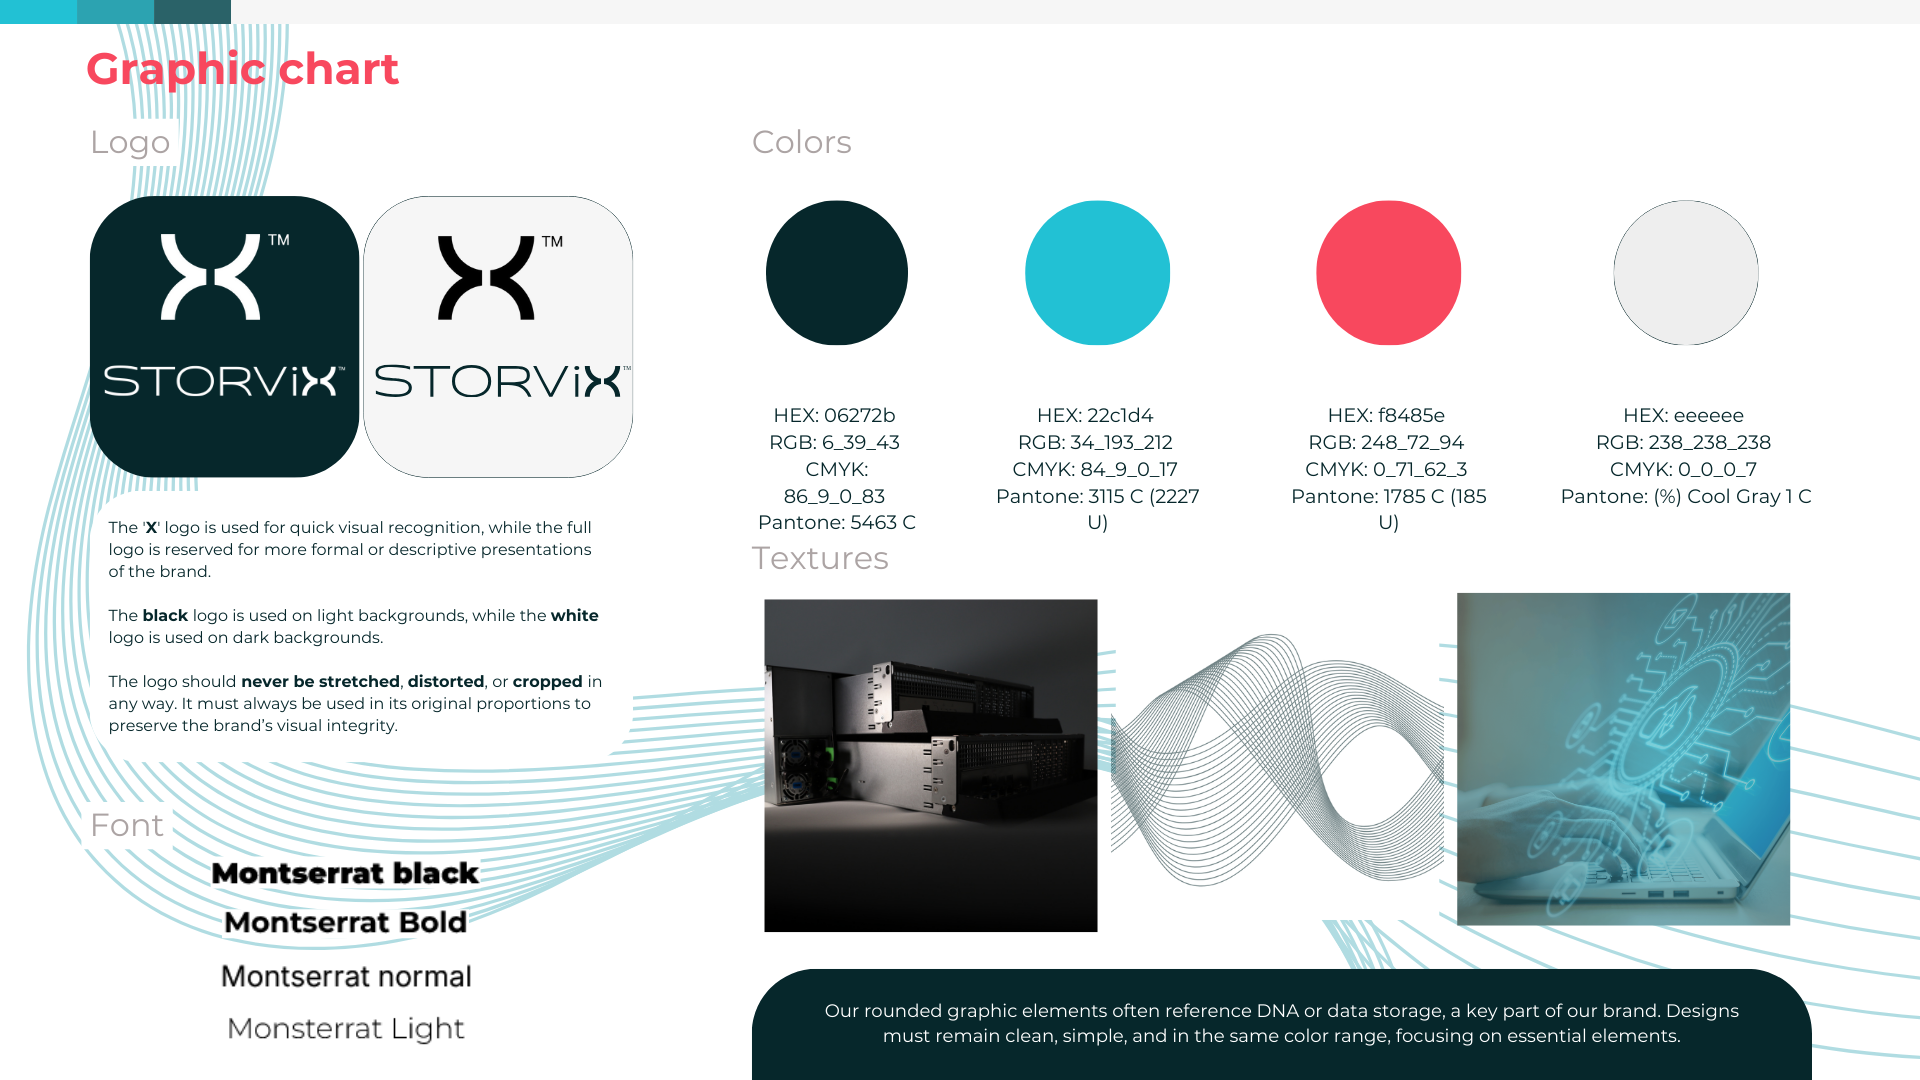 Graphic chart
Logo
TM
STORViX™
TM
STORViX™
The 'X' logo is used for quick visual recognition, while the full
logo is reserved for more formal or descriptive presentations
of the brand.
The black logo is used on light backgrounds, while the white
logo is used on dark backgrounds.
The logo should never be stretched, distorted, or cropped in
any way. It must always be used in its original proportions to
preserve the brand’s visual integrity.
Font
Montserrat black
Montserrat Bold
Montserrat normal
Monsterrat Light
Colors
HEX: 06272b
RGB: 6_39_43
CMYK:
86_9_0_83
Pantone: 5463 C
HEX: 22c1d4
RGB: 34_193_212
CMYK: 84_9_0_17
Pantone: 3115 C (2227
U)
HEX: f8485e
RGB: 248_72_94
CMYK: 0_71_62_3
Pantone: 1785 C (185
U)
HEX: eeeeee
RGB: 238_238_238
CMYK: 0_0_0_7
Pantone: (%) Cool Gray 1 C
Textures
Our rounded graphic elements often reference DNA or data storage, a key part of our brand. Designs
must remain clean, simple, and in the same color range, focusing on essential elements.